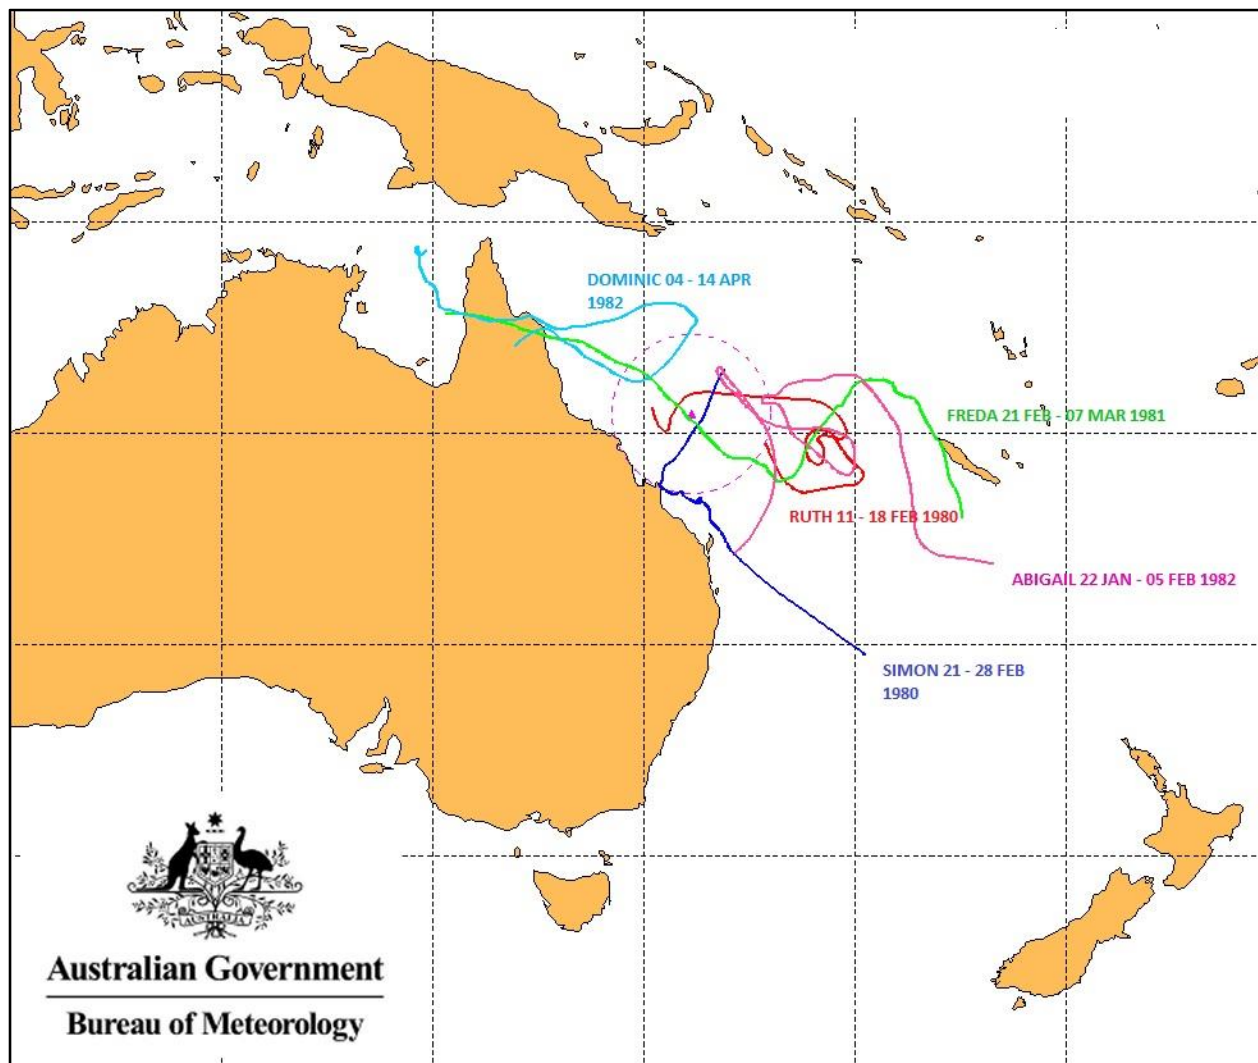 DOMINIC 04 - 14 APR
1982
FREDA 21 FEB - 07 MAR 1981
RUTH 11 - 18 FEB 1980
ABIGAIL 22 JAN - 05 FEB 1982
SIMON 21 - 28 FEB
1980
AUSTRALIA
Australian Government
Bureau of Meteorology